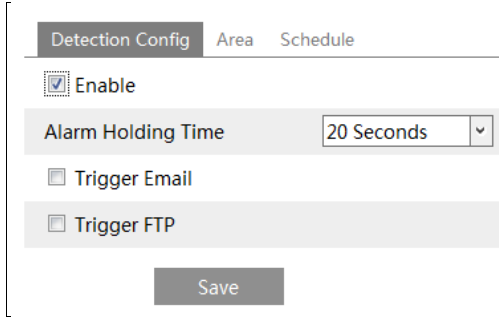 Detection Config Area Schedule
Enable
Alarm Holding Time 20 Seconds
Trigger Email
Trigger FTP
Save